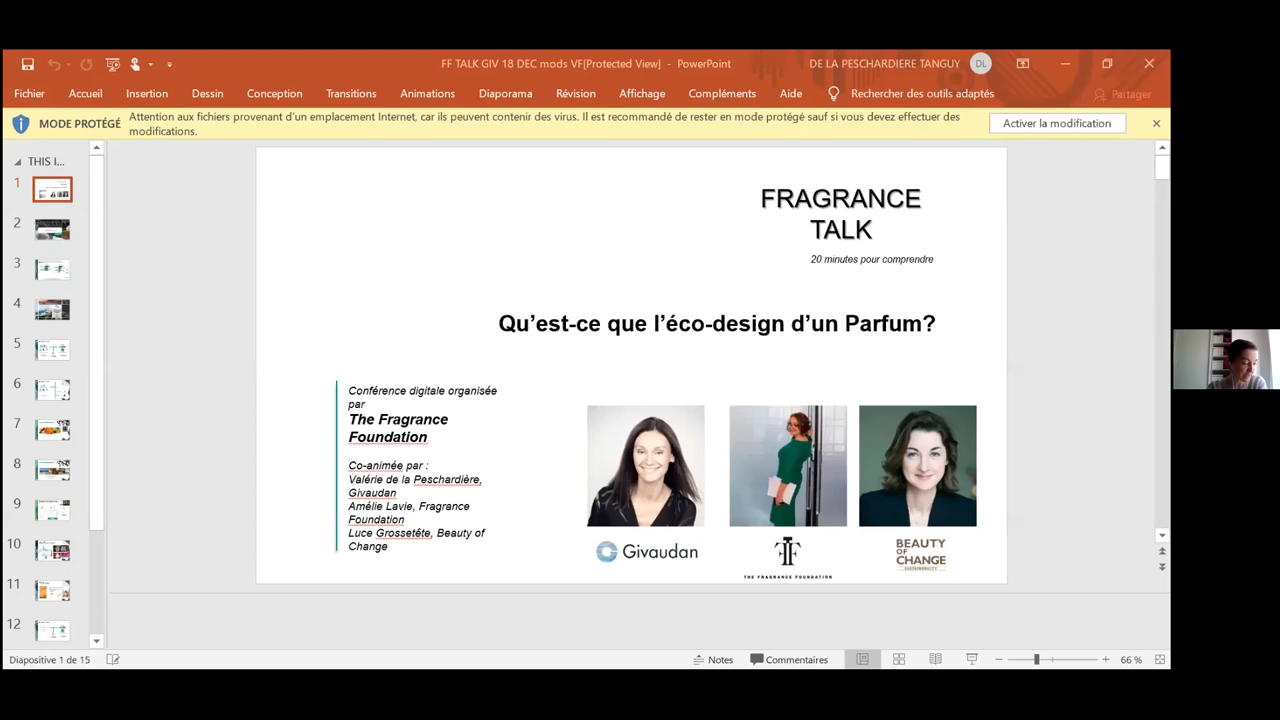 FF TALK GIV 18 DEC mods VF[Protected View] - PowerPoint
DE LA PESCHARDIERE TANGUY
DL
Fichier
Accueil
Insertion
Dessin
Conception
Transitions
Animations
Diaporama
Révision
Affichage
Compléments
Aide
Rechercher des outils adaptés
Partager
MODE PROTÉGÉ
Attention aux fichiers provenant d'un emplacement Internet, car ils peuvent contenir des virus. Il est recommandé de rester en mode protégé sauf si vous devez effectuer des
modifications.
Activer la modification
THIS I...
1
2
3
4
5
6
7
8
9
10
11
12
FRAGRANCE
TALK
20 minutes pour comprendre
Qu'est-ce que l'éco-design d'un Parfum?
Conférence digitale organisée
par
The Fragrance
Foundation
Co-animée par :
Valérie de la Peschardière,
Givaudan
Amélie Lavie, Fragrance
Foundation
Luce Grossetête, Beauty of
Change
Givaudan
THE FRAGRANCE FOUNDATION
BEAUTY
OF
CHANGE
SUSTAINABILITY
Diapositive 1 de 15
Notes
Commentaires
66 %